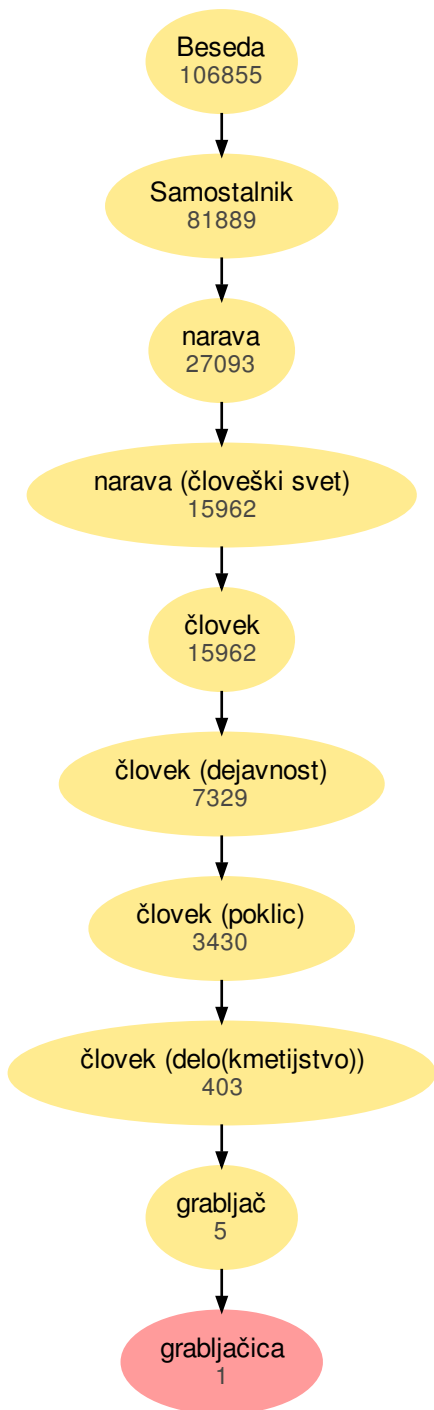 Beseda
106855
Samostalnik
81889
narava
27093
narava (človeški svet)
15962
človek
15962
človek (dejavnost)
7329
človek (poklic)
3430
človek (delo(kmetijstvo))
403
grabljač
5
grabljačica
1